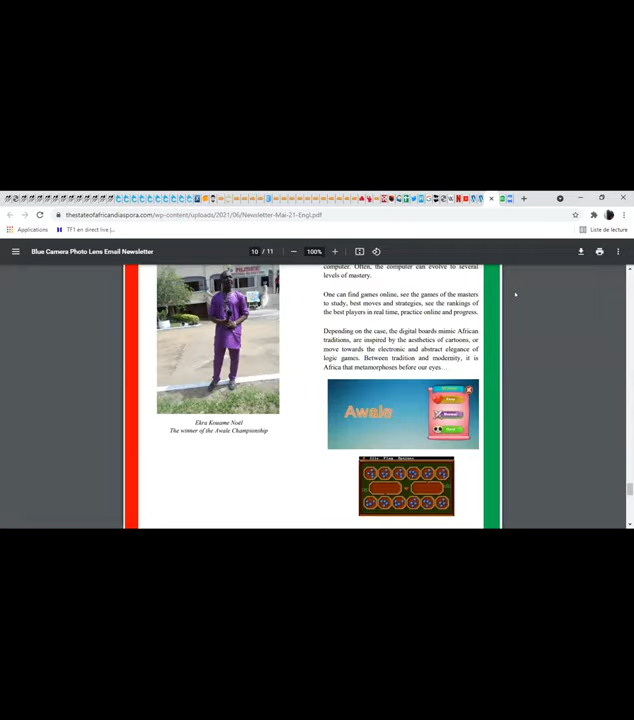 thestateofafricandiaspora.com/wp-content/uploads/2021/06/Newsletter-Mai-21-Engl.pdf
Applications
TF1 en direct live |...
Liste de lecture
Blue Camera Photo Lens Email Newsletter
10 / 11
100%
MUSEE
Ekra Kouame Noël
The winner of the Awale Championship
computer. Often, the computer can evolve to several
levels of mastery.
One can find games online, see the games of the masters
to study, best moves and strategies, see the rankings of
the best players in real time, practice online and progress.
Depending on the case, the digital boards mimic African
traditions, are inspired by the aesthetics of cartoons, or
move towards the electronic and abstract elegance of
logic games. Between tradition and modernity, it is
Africa that metamorphoses before our eyes…
Awale